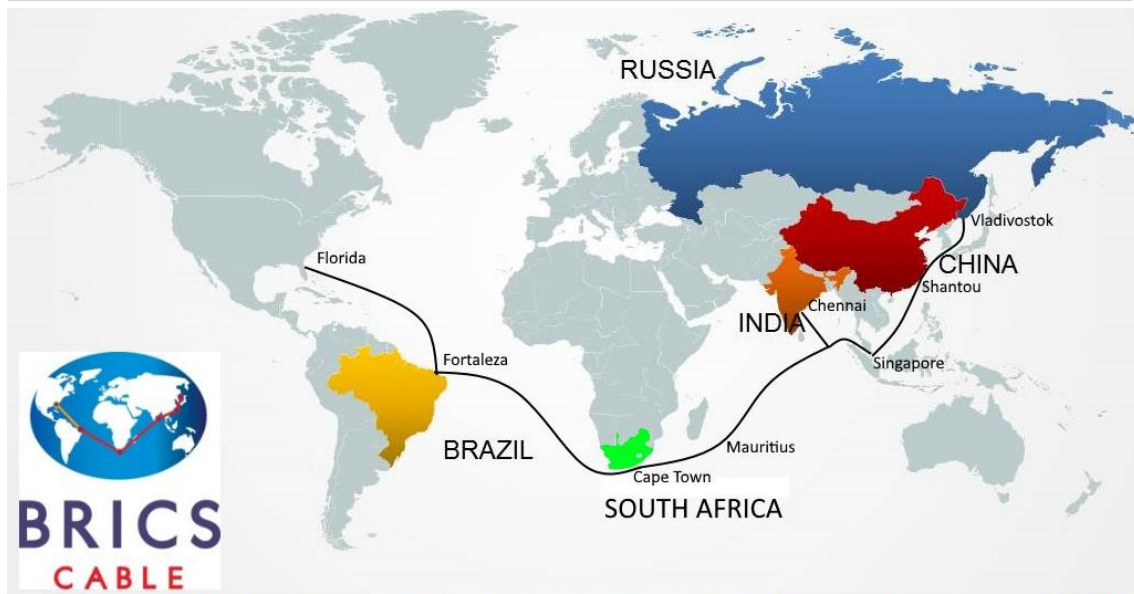 RUSSIA
Vladivostok
CHINA
Shantou
Florida
Chennai
INDIA
Fortaleza
Singapore
BRAZIL
Mauritius
Cape Town
SOUTH AFRICA
BRICS
CABLE